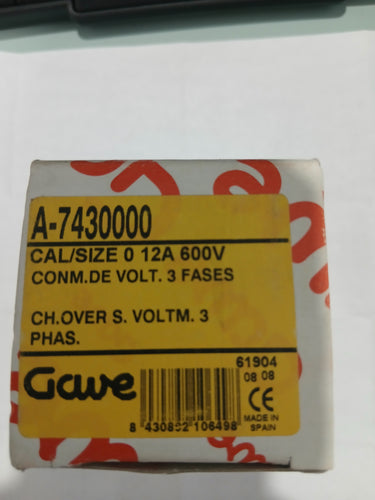 A-7430000
CAL/SIZE 0 12A 600V
CONM.DE VOLT. 3 FASES
CH.OVER S. VOLTM. 3
PHAS.
Gave
61904
08 08
CE
MADE IN
SPAIN
8 430892 106498